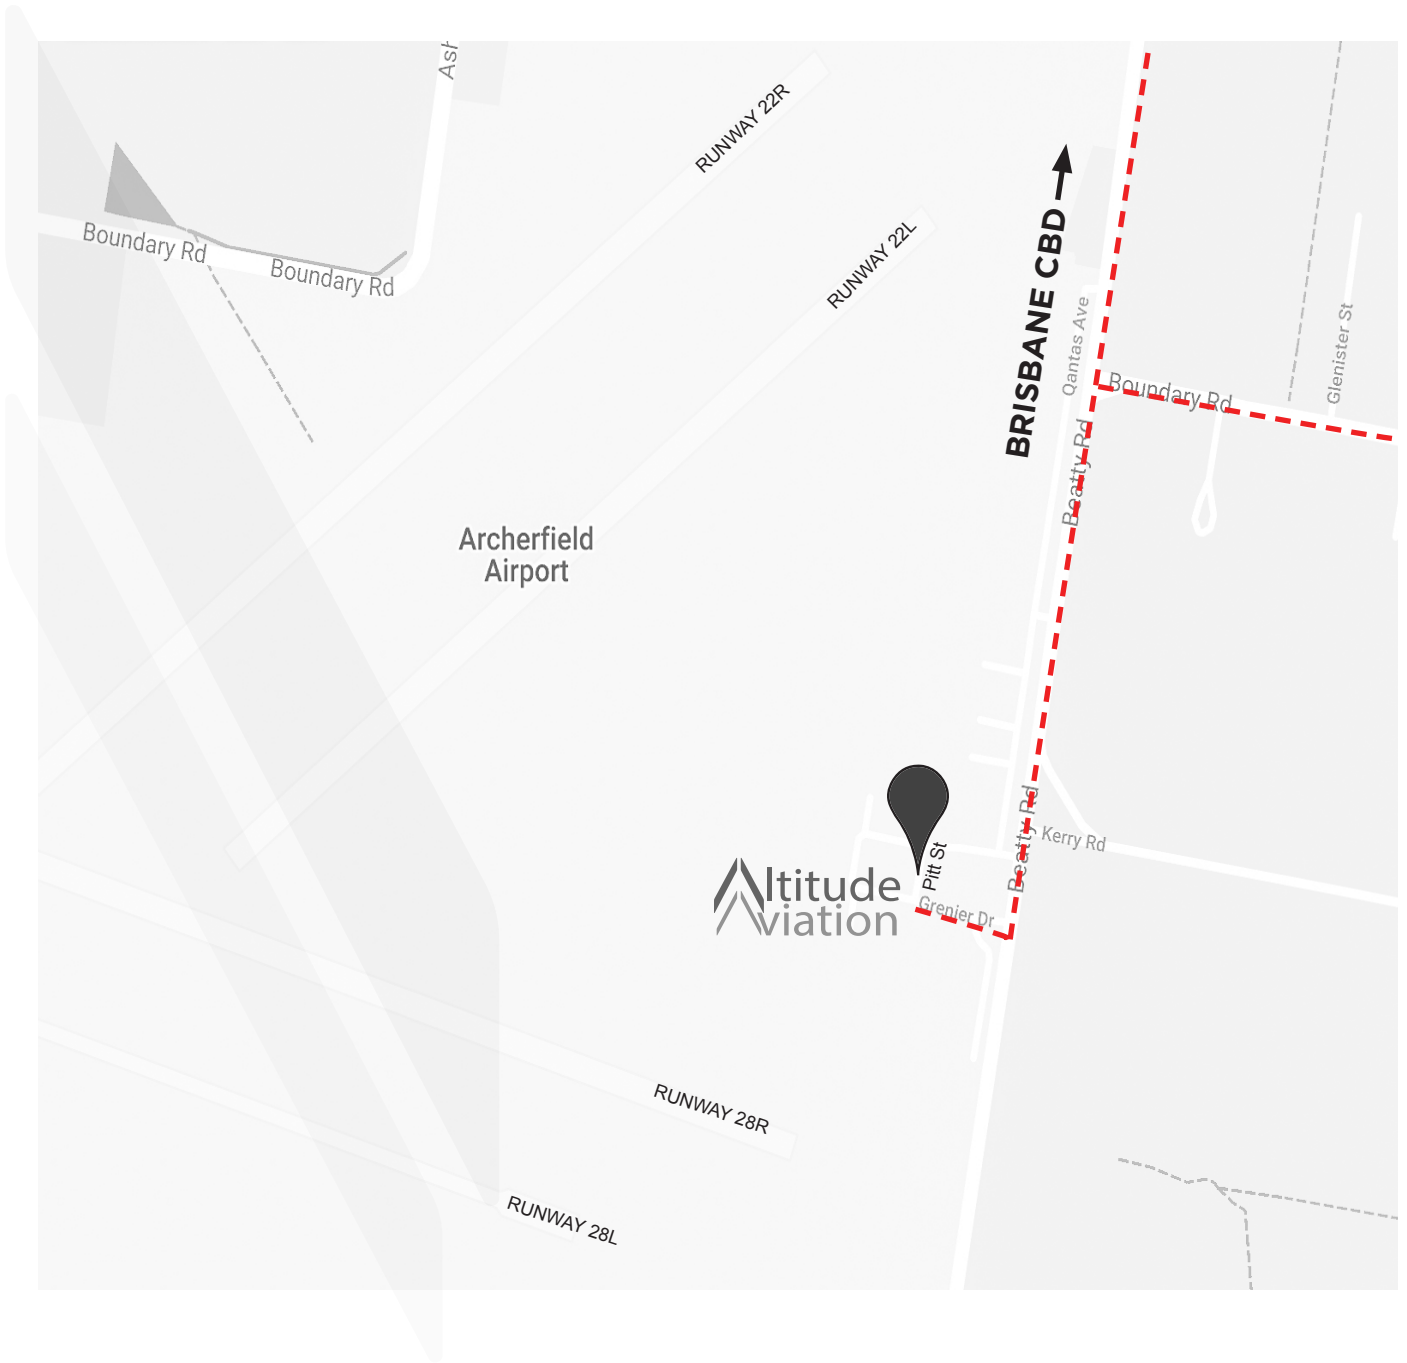 Ash
RUNWAY 22R
BRISBANE CBD
Boundary Rd
Boundary Rd
RUNWAY 22L
Qantas Ave
Glenister St
Boundary Rd
Beatty Rd
Archerfield
Airport
Beatty Rd
Kerry Rd
Pitt St
Altitude
Aviation
Grenier Dr
RUNWAY 28R
RUNWAY 28L